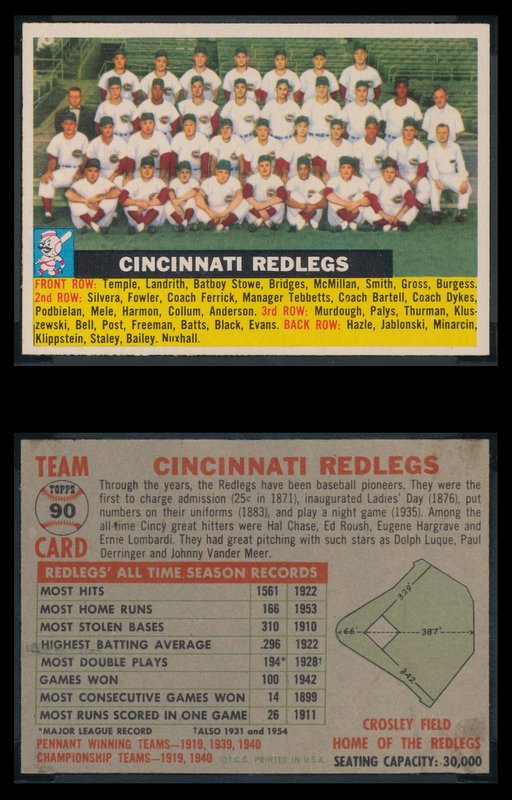 CINCINNATI REDLEGS
FRONT ROW: Temple, Landrith, Batboy Stowe, Bridges, McMillan, Smith, Gross, Burgess.
2nd ROW: Silvera, Fowler, Coach Ferrick, Manager Tebbetts, Coach Bartell, Coach Dykes,
Podbielan, Mele, Harmon, Collum, Anderson. 3rd ROW: Murdough, Palys, Thurman, Klus-
zewski, Bell, Post, Freeman, Batts, Black, Evans. BACK ROW: Hazle, Jablonski, Minarcin,
Klippstein, Staley, Bailey. Nuxhall.
TEAM
TOPPS
90
CARD
CINCINNATI REDLEGS
Through the years, the Redlegs have been baseball pioneers. They were the
first to charge admission (25¢ in 1871), inaugurated Ladies' Day (1876), put
numbers on their uniforms (1883), and play a night game (1935). Among the
all-time Cincy great hitters were Hal Chase, Ed Roush, Eugene Hargrave and
Ernie Lombardi. They had great pitching with such stars as Dolph Luque, Paul
Derringer and Johnny Vander Meer.
REDLEGS' ALL TIME SEASON RECORDS
MOST HITS 1561 1922
MOST HOME RUNS 166 1953
MOST STOLEN BASES 310 1910
HIGHEST BATTING AVERAGE .296 1922
MOST DOUBLE PLAYS 194* 1928†
GAMES WON 100 1942
MOST CONSECUTIVE GAMES WON 14 1899
MOST RUNS SCORED IN ONE GAME 26 1911
*MAJOR LEAGUE RECORD †ALSO 1931 and 1954
PENNANT WINNING TEAMS—1919, 1939, 1940
CHAMPIONSHIP TEAMS—1919, 1940 ©T.C.G. PRINTED IN U.S.A.
329'
66'
387'
342'
CROSLEY FIELD
HOME OF THE REDLEGS
SEATING CAPACITY: 30,000